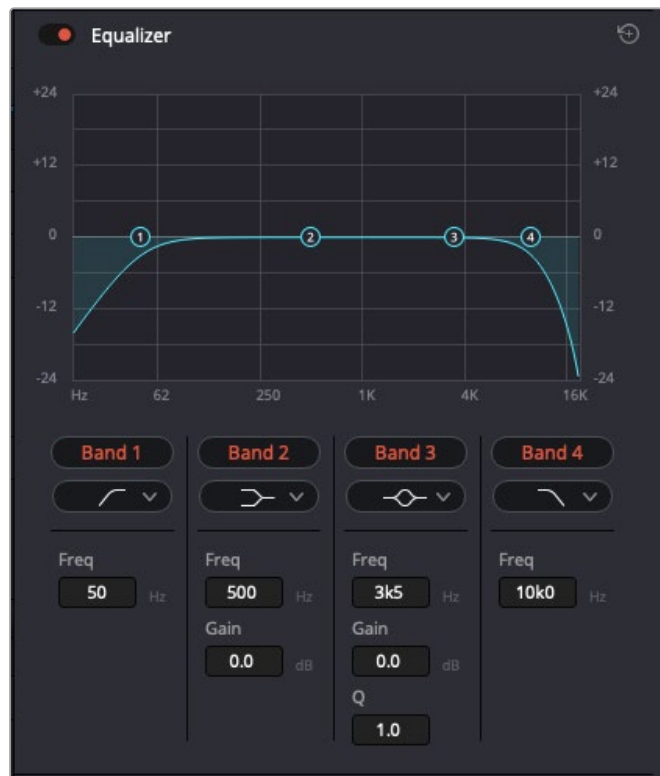 Equalizer
+24 +24
+12 +12
0 1 2 3 4 0
-12 -12
-24 -24
Hz 62 250 1K 4K 16K
Band 1 Band 2 Band 3 Band 4
Freq Freq Freq Freq
50 Hz 500 Hz 3k5 Hz 10k0 Hz
Gain Gain
0.0 dB 0.0 dB
Q
1.0